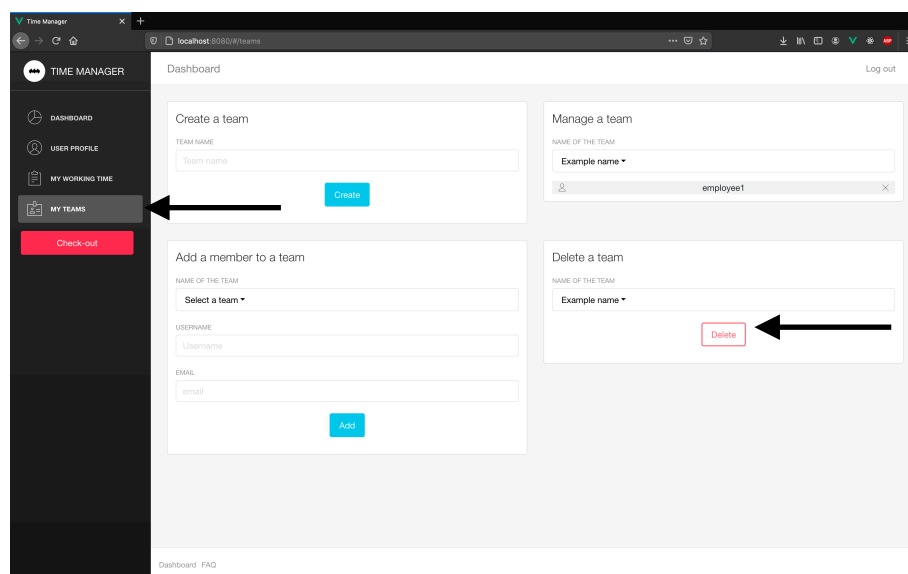 Time Manager
localhost:8080/#/teams
ABP
TIME MANAGER
DASHBOARD
USER PROFILE
MY WORKING TIME
MY TEAMS
Check-out
Dashboard
Log out
Create a team
TEAM NAME
Team name
Create
Manage a team
NAME OF THE TEAM
Example name
employee1
Add a member to a team
NAME OF THE TEAM
Select a team
USERNAME
Username
EMAIL
email
Add
Delete a team
NAME OF THE TEAM
Example name
Delete
Dashboard FAQ